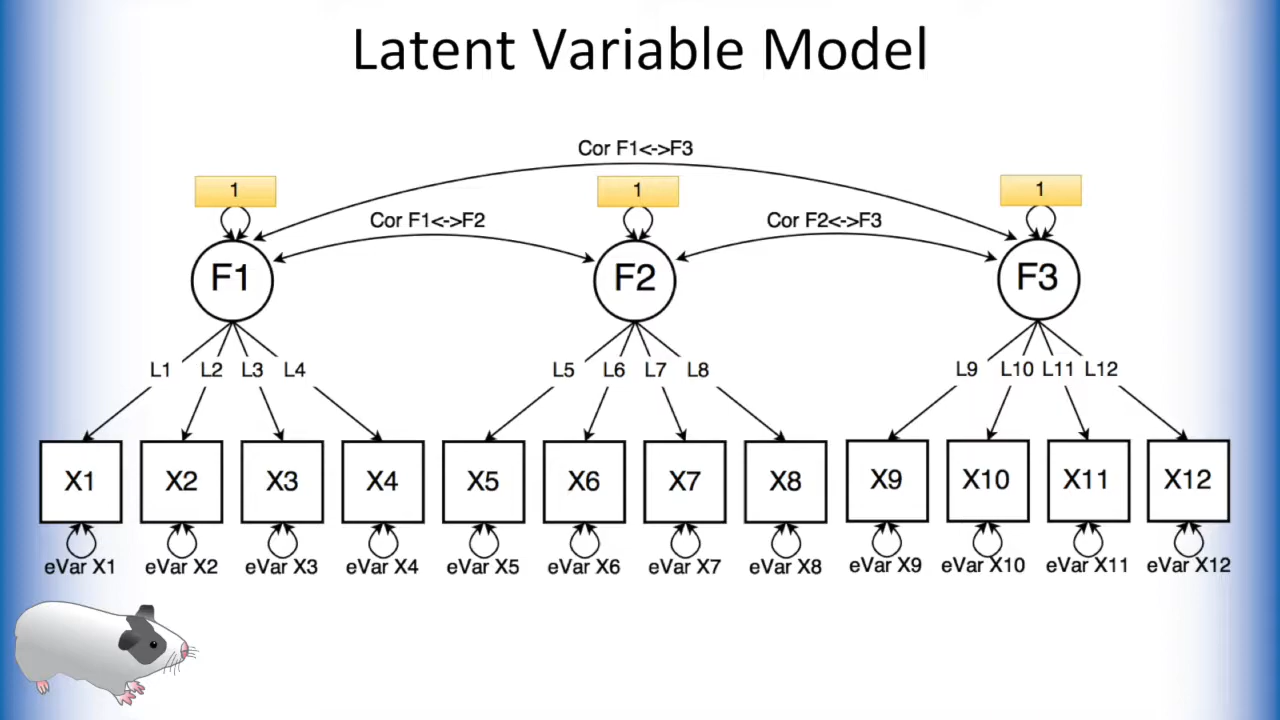 Latent Variable Model
Cor F1<->F3
1 1 1
Cor F1<->F2 Cor F2<->F3
F1 F2 F3
L1 L2 L3 L4 L5 L6 L7 L8 L9 L10 L11 L12
X1 X2 X3 X4 X5 X6 X7 X8 X9 X10 X11 X12
eVar X1 eVar X2 eVar X3 eVar X4 eVar X5 eVar X6 eVar X7 eVar X8 eVar X9 eVar X10 eVar X11 eVar X12